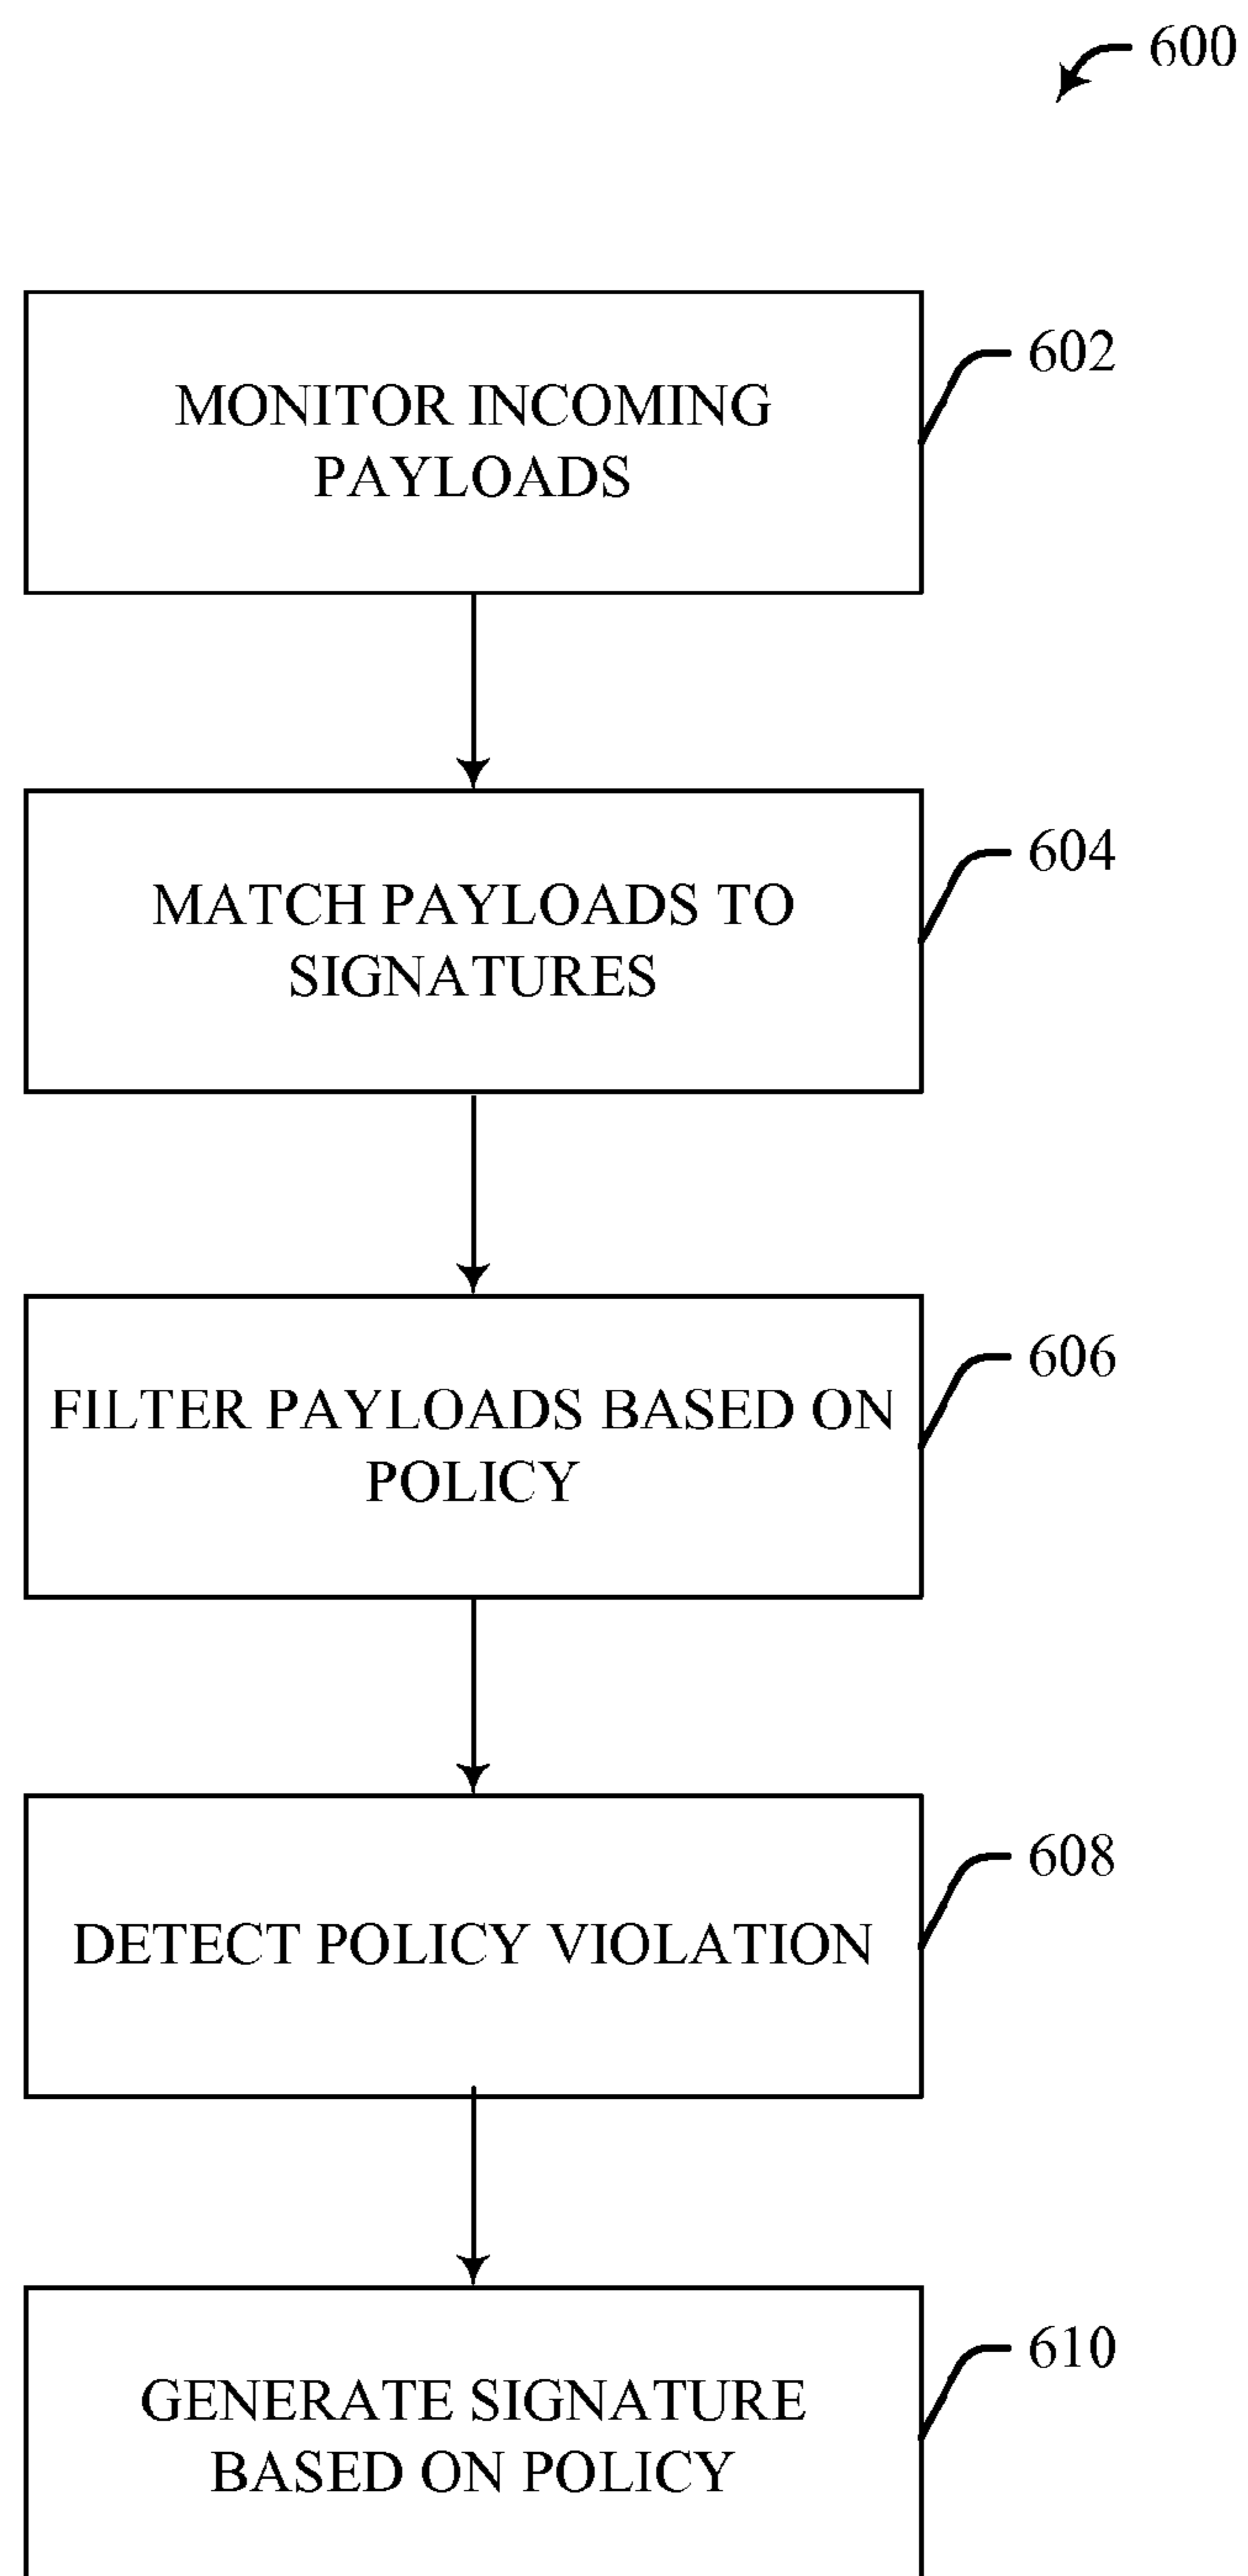 600
MONITOR INCOMING
PAYLOADS
602
MATCH PAYLOADS TO
SIGNATURES
604
FILTER PAYLOADS BASED ON
POLICY
606
DETECT POLICY VIOLATION
608
GENERATE SIGNATURE
BASED ON POLICY
610